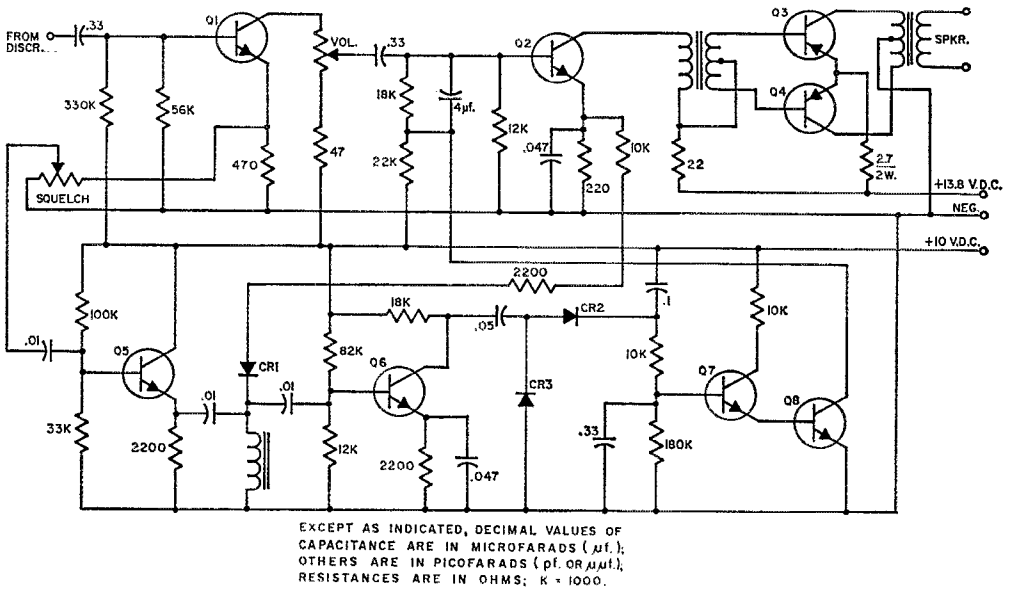 FROM
DISCR.
.33
Q1
VOL.
.33
Q2
Q3
SPKR.
330K
56K
18K
4µf.
12K
Q4
470
47
22K
.047
220
10K
22
2.7
2W.
SQUELCH
+13.8 V.D.C.
NEG.
+10 V.D.C.
2200
100K
18K
.05
CR2
.1
10K
.01
Q5
CR1
82K
Q6
10K
Q7
.01
.01
CR3
Q8
33K
2200
12K
2200
.047
.33
180K
EXCEPT AS INDICATED, DECIMAL VALUES OF
CAPACITANCE ARE IN MICROFARADS (µf.);
OTHERS ARE IN PICOFARADS (pf. OR µµf.);
RESISTANCES ARE IN OHMS; K = 1000.